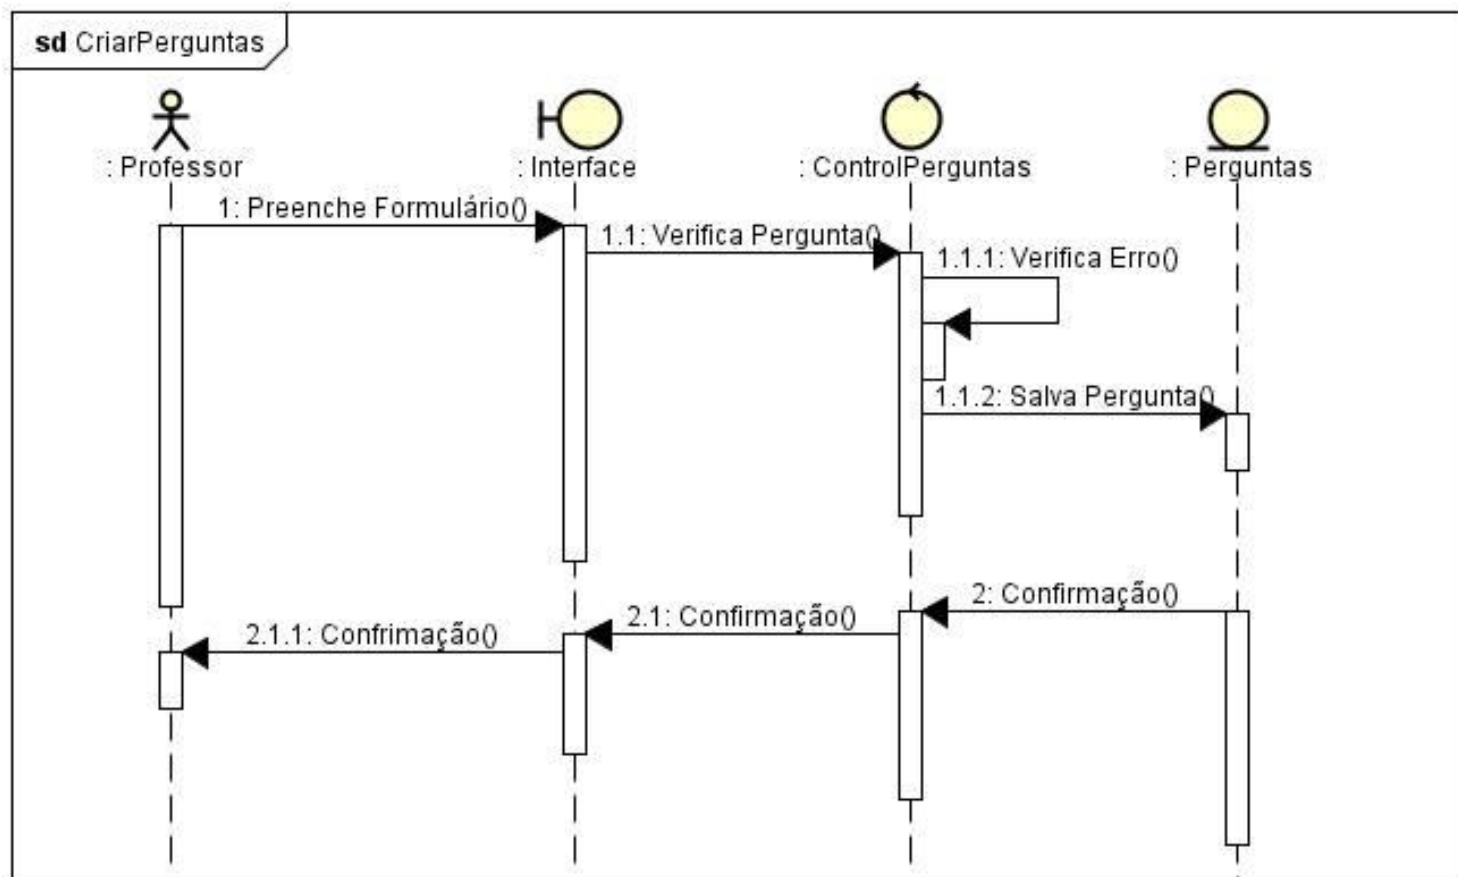 sd CriarPerguntas
: Professor
: Interface
: ControlPerguntas
: Perguntas
1: Preenche Formulário()
1.1: Verifica Pergunta()
1.1.1: Verifica Erro()
1.1.2: Salva Pergunta()
2: Confirmação()
2.1: Confirmação()
2.1.1: Confrimação()